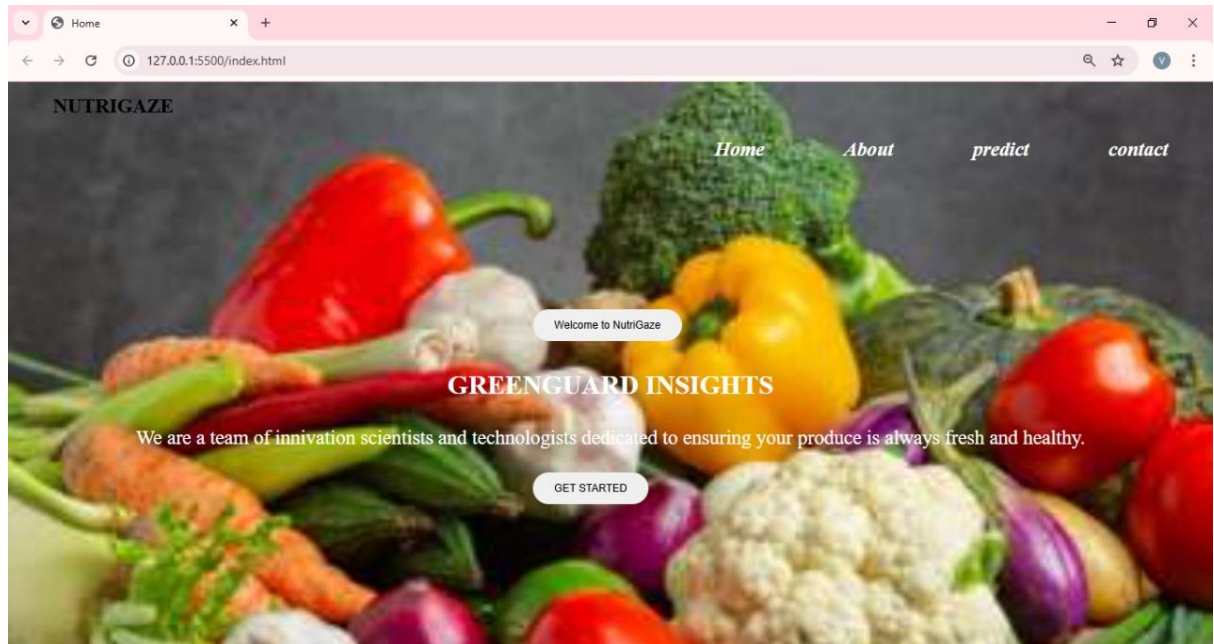 Home
127.0.0.1:5500/index.html
V
NUTRIGAZE
Home About predict contact
Welcome to NutriGaze
GREENGUARD INSIGHTS
We are a team of innivation scientists and technologists dedicated to ensuring your produce is always fresh and healthy.
GET STARTED